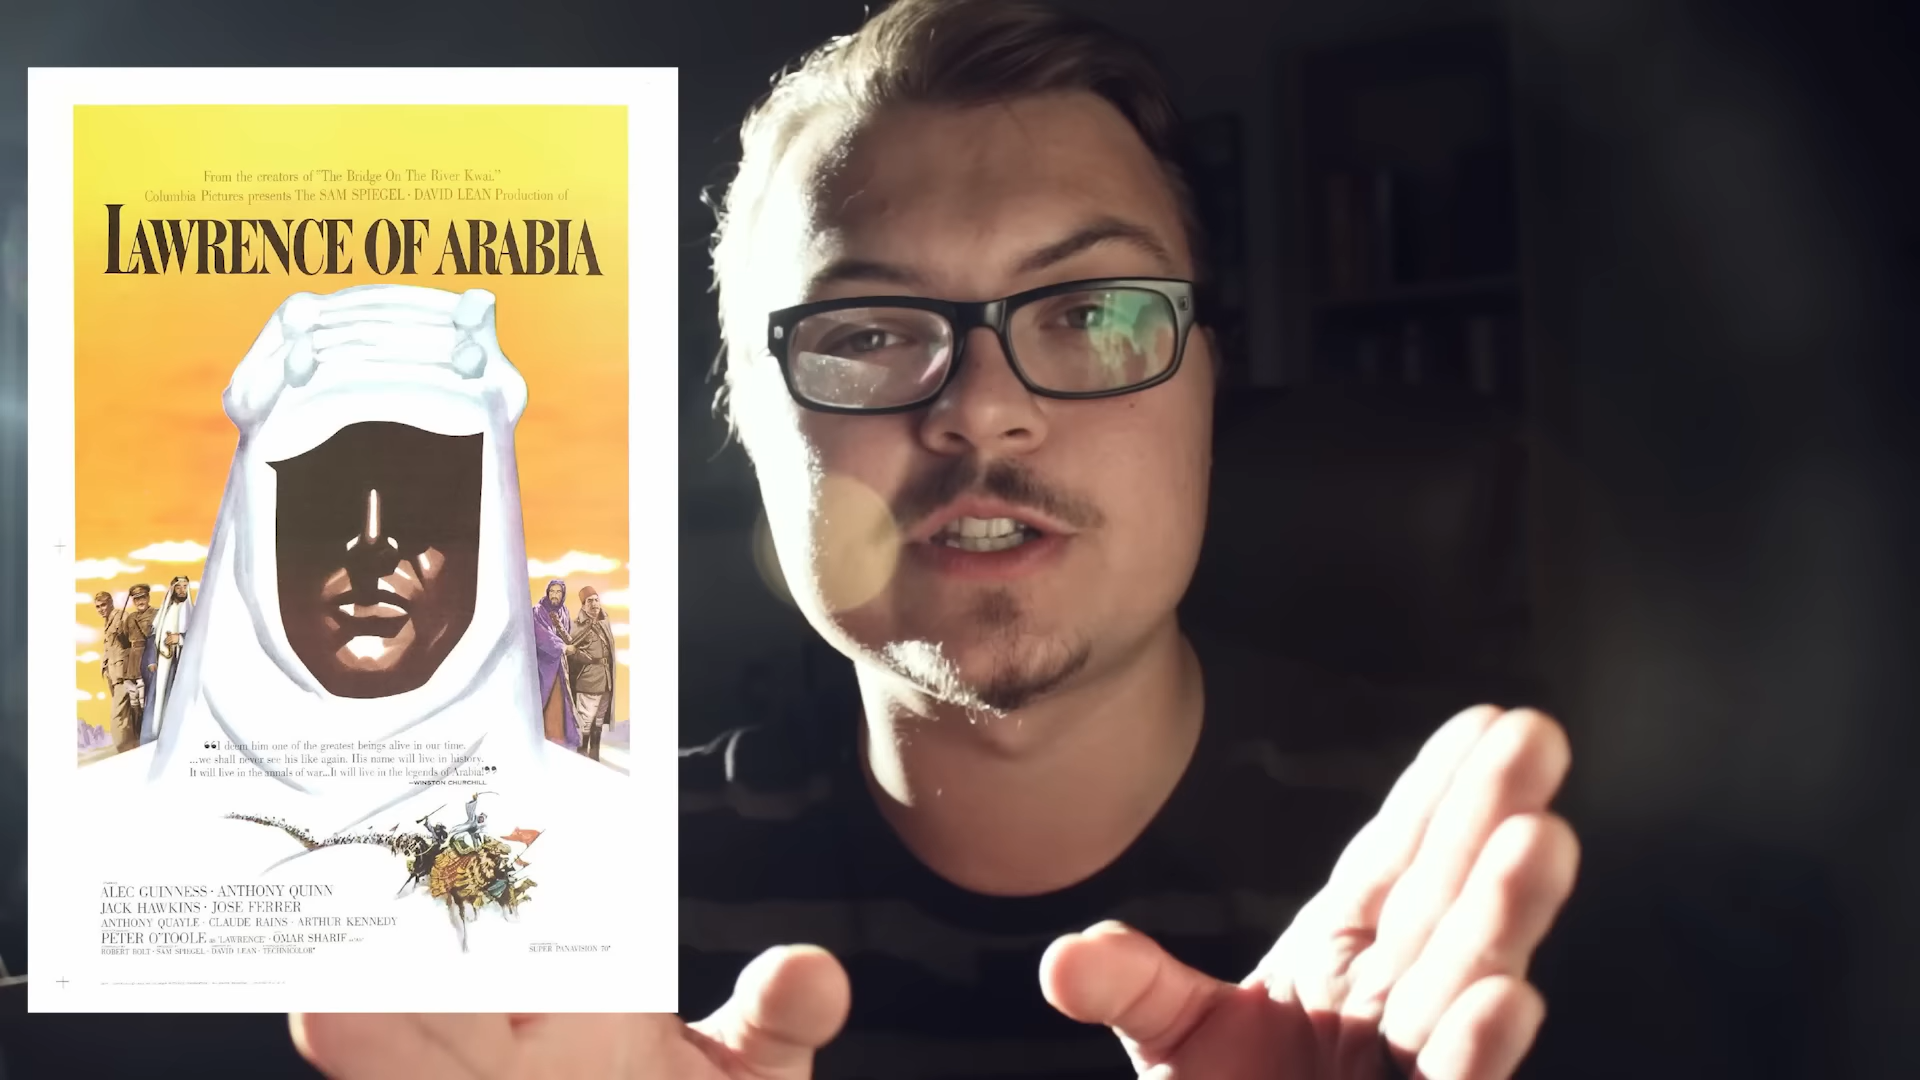 From the creators of "The Bridge On The River Kwai."
Columbia Pictures presents The SAM SPIEGEL · DAVID LEAN Production of
LAWRENCE OF ARABIA
❝I deem him one of the greatest beings alive in our time.
...we shall never see his like again. His name will live in history.
It will live in the annals of war...It will live in the legends of Arabia!❞
—WINSTON CHURCHILL
ALEC GUINNESS · ANTHONY QUINN
JACK HAWKINS · JOSE FERRER
ANTHONY QUAYLE · CLAUDE RAINS · ARTHUR KENNEDY
PETER O'TOOLE as 'LAWRENCE' · OMAR SHARIF
ROBERT BOLT · SAM SPIEGEL · DAVID LEAN · TECHNICOLOR®
SUPER PANAVISION 70®